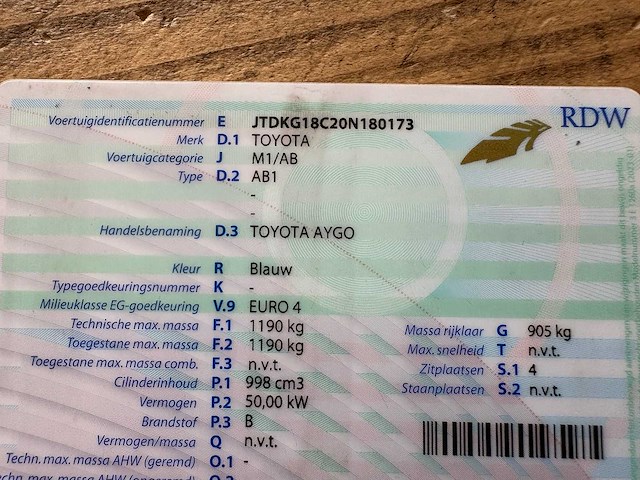 RDW
Voertuigidentificatienummer E JTDKG18C20N180173
Merk D.1 TOYOTA
Voertuigcategorie J M1/AB
Type D.2 AB1
-
-
Handelsbenaming D.3 TOYOTA AYGO
Kleur R Blauw
Typegoedkeuringsnummer K -
Milieuklasse EG-goedkeuring V.9 EURO 4
Technische max. massa F.1 1190 kg
Toegestane max. massa F.2 1190 kg
Toegestane max. massa comb. F.3 n.v.t.
Cilinderinhoud P.1 998 cm3
Vermogen P.2 50,00 kW
Brandstof P.3 B
Vermogen/massa Q n.v.t.
Techn. max. massa AHW (geremd) O.1 -
Massa rijklaar G 905 kg
Max. snelheid T n.v.t.
Zitplaatsen S.1 4
Staanplaatsen S.2 n.v.t.